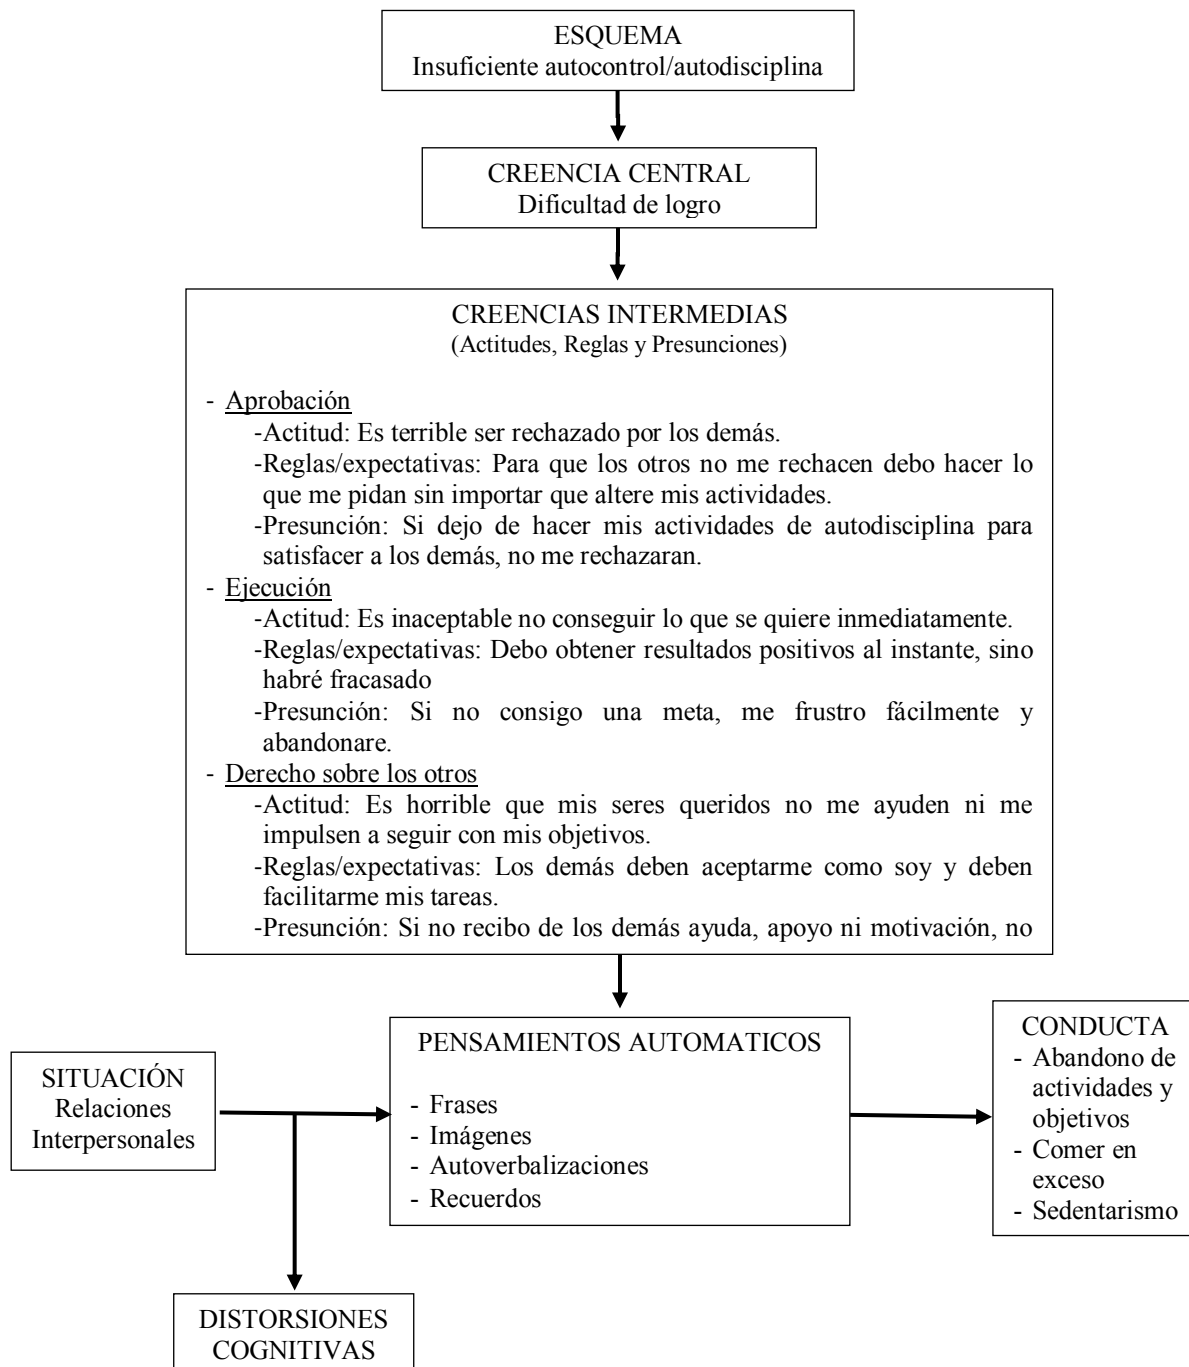 ESQUEMA
Insuficiente autocontrol/autodisciplina
CREENCIA CENTRAL
Dificultad de logro
CREENCIAS INTERMEDIAS
(Actitudes, Reglas y Presunciones)
- Aprobación
-Actitud: Es terrible ser rechazado por los demás.
-Reglas/expectativas: Para que los otros no me rechacen debo hacer lo
que me pidan sin importar que altere mis actividades.
-Presunción: Si dejo de hacer mis actividades de autodisciplina para
satisfacer a los demás, no me rechazaran.
- Ejecución
-Actitud: Es inaceptable no conseguir lo que se quiere inmediatamente.
-Reglas/expectativas: Debo obtener resultados positivos al instante, sino
habré fracasado
-Presunción: Si no consigo una meta, me frustro fácilmente y
abandonare.
- Derecho sobre los otros
-Actitud: Es horrible que mis seres queridos no me ayuden ni me
impulsen a seguir con mis objetivos.
-Reglas/expectativas: Los demás deben aceptarme como soy y deben
facilitarme mis tareas.
-Presunción: Si no recibo de los demás ayuda, apoyo ni motivación, no
SITUACIÓN
Relaciones
Interpersonales
PENSAMIENTOS AUTOMATICOS
- Frases
- Imágenes
- Autoverbalizaciones
- Recuerdos
CONDUCTA
- Abandono de
actividades y
objetivos
- Comer en
exceso
- Sedentarismo
DISTORSIONES
COGNITIVAS